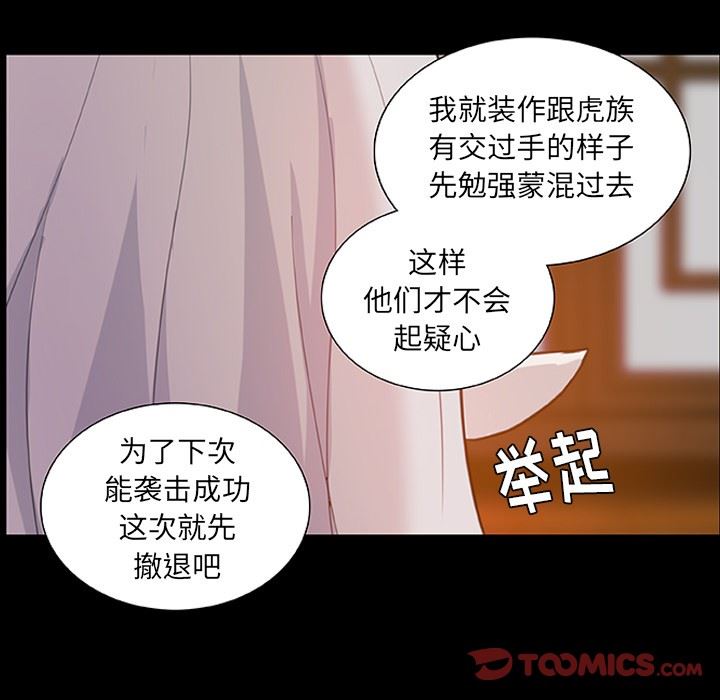 我就装作跟虎族
有交过手的样子
先勉强蒙混过去
这样
他们才不会
起疑心
为了下次
能袭击成功
这次就先
撤退吧
举起
TOOMICS.COM